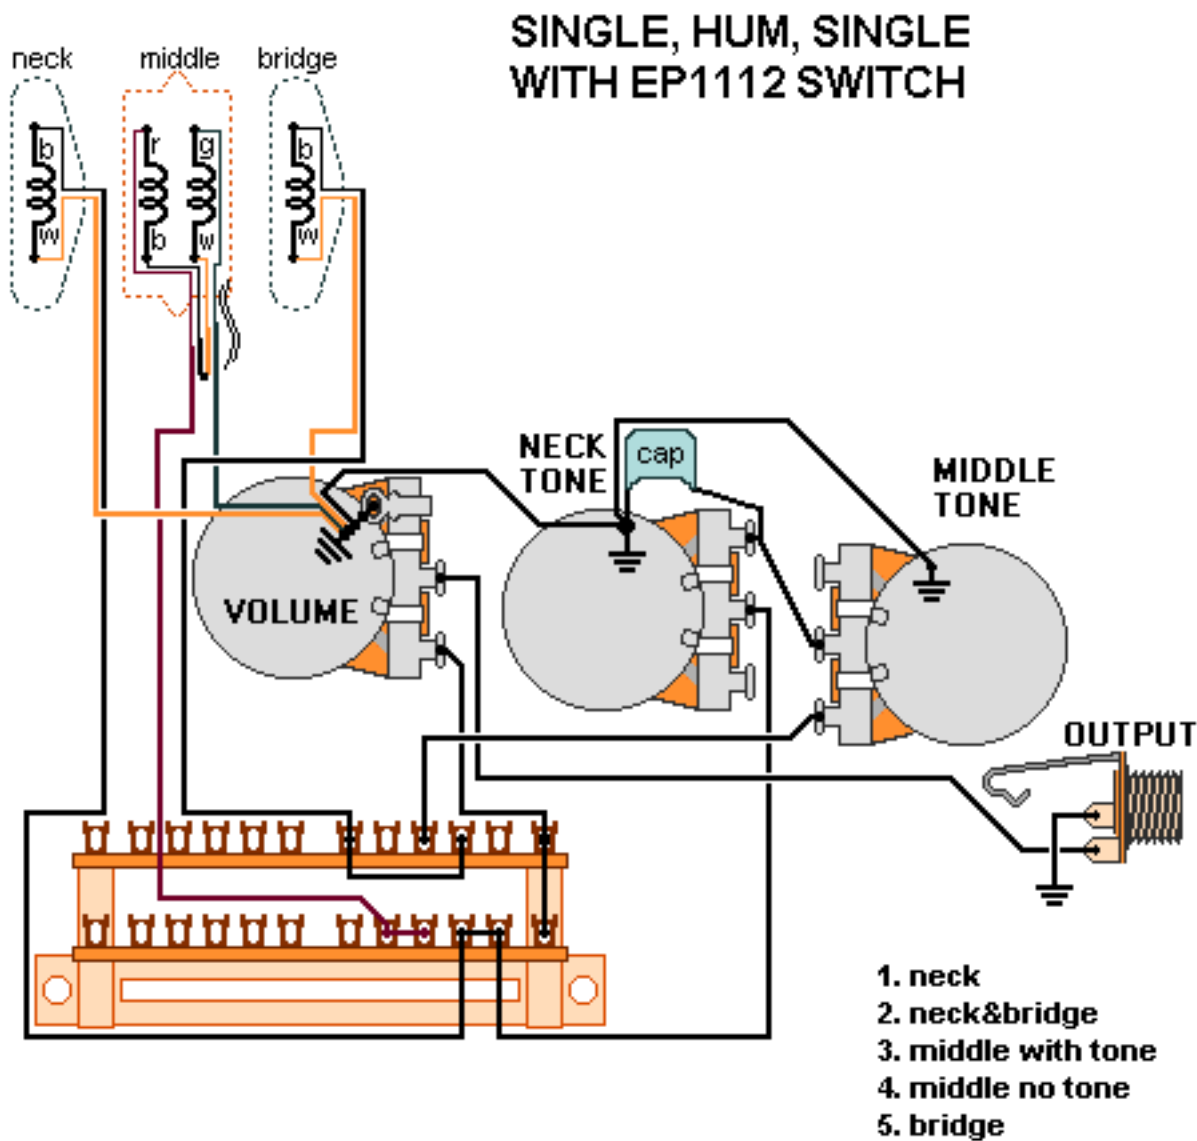 SINGLE, HUM, SINGLE
WITH EP1112 SWITCH
neck
middle
bridge
b
r
g
b
w
b
w
w
NECK
TONE
cap
MIDDLE
TONE
VOLUME
OUTPUT
1. neck
2. neck&bridge
3. middle with tone
4. middle no tone
5. bridge